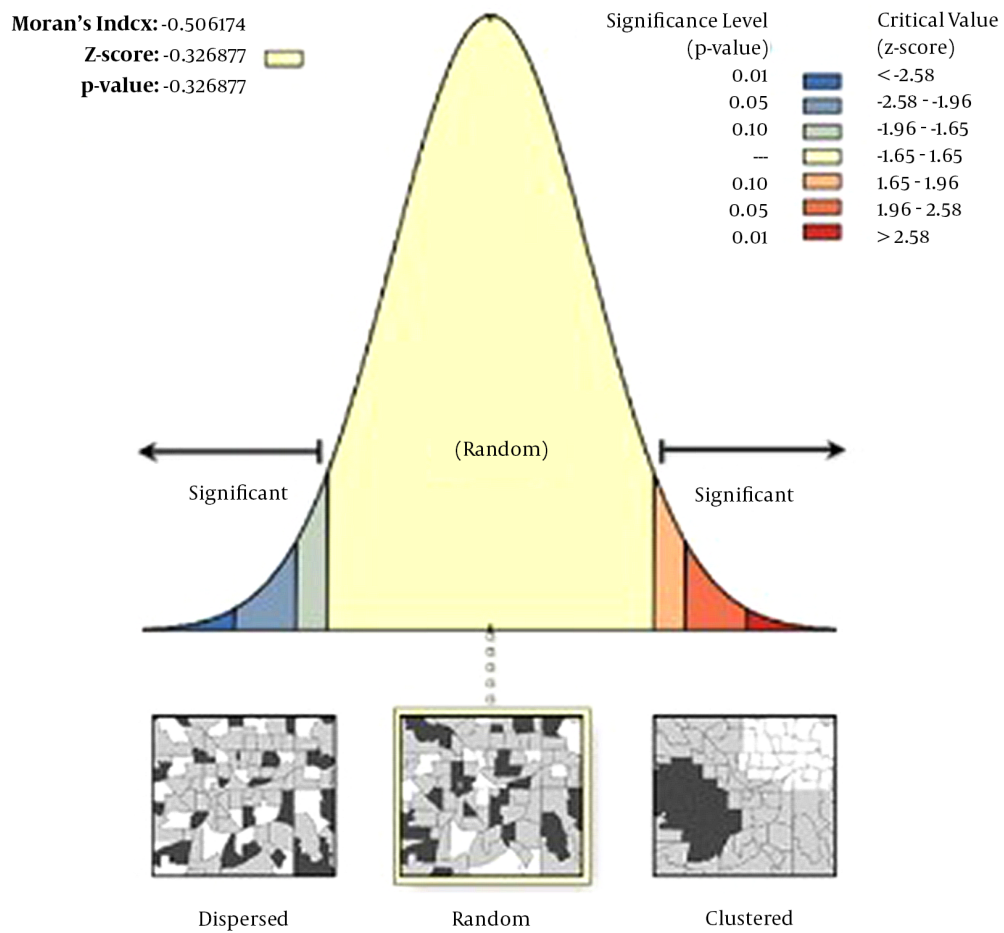 Moran's Indcx: -0.506174
Z-score: -0.326877
p-value: -0.326877
Significance Level (p-value)
Critical Value (z-score)
0.01 < -2.58
0.05 -2.58 - -1.96
0.10 -1.96 - -1.65
--- -1.65 - 1.65
0.10 1.65 - 1.96
0.05 1.96 - 2.58
0.01 > 2.58
(Random)
Significant
Significant
Dispersed
Random
Clustered